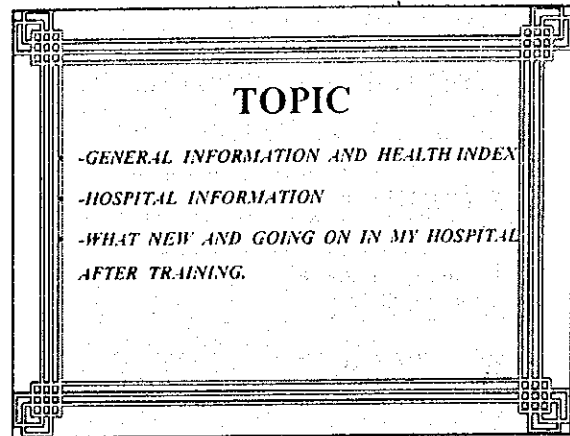 TOPIC
-GENERAL INFORMATION AND HEALTH INDEX
-HOSPITAL INFORMATION
-WHAT NEW AND GOING ON IN MY HOSPITAL
AFTER TRAINING.